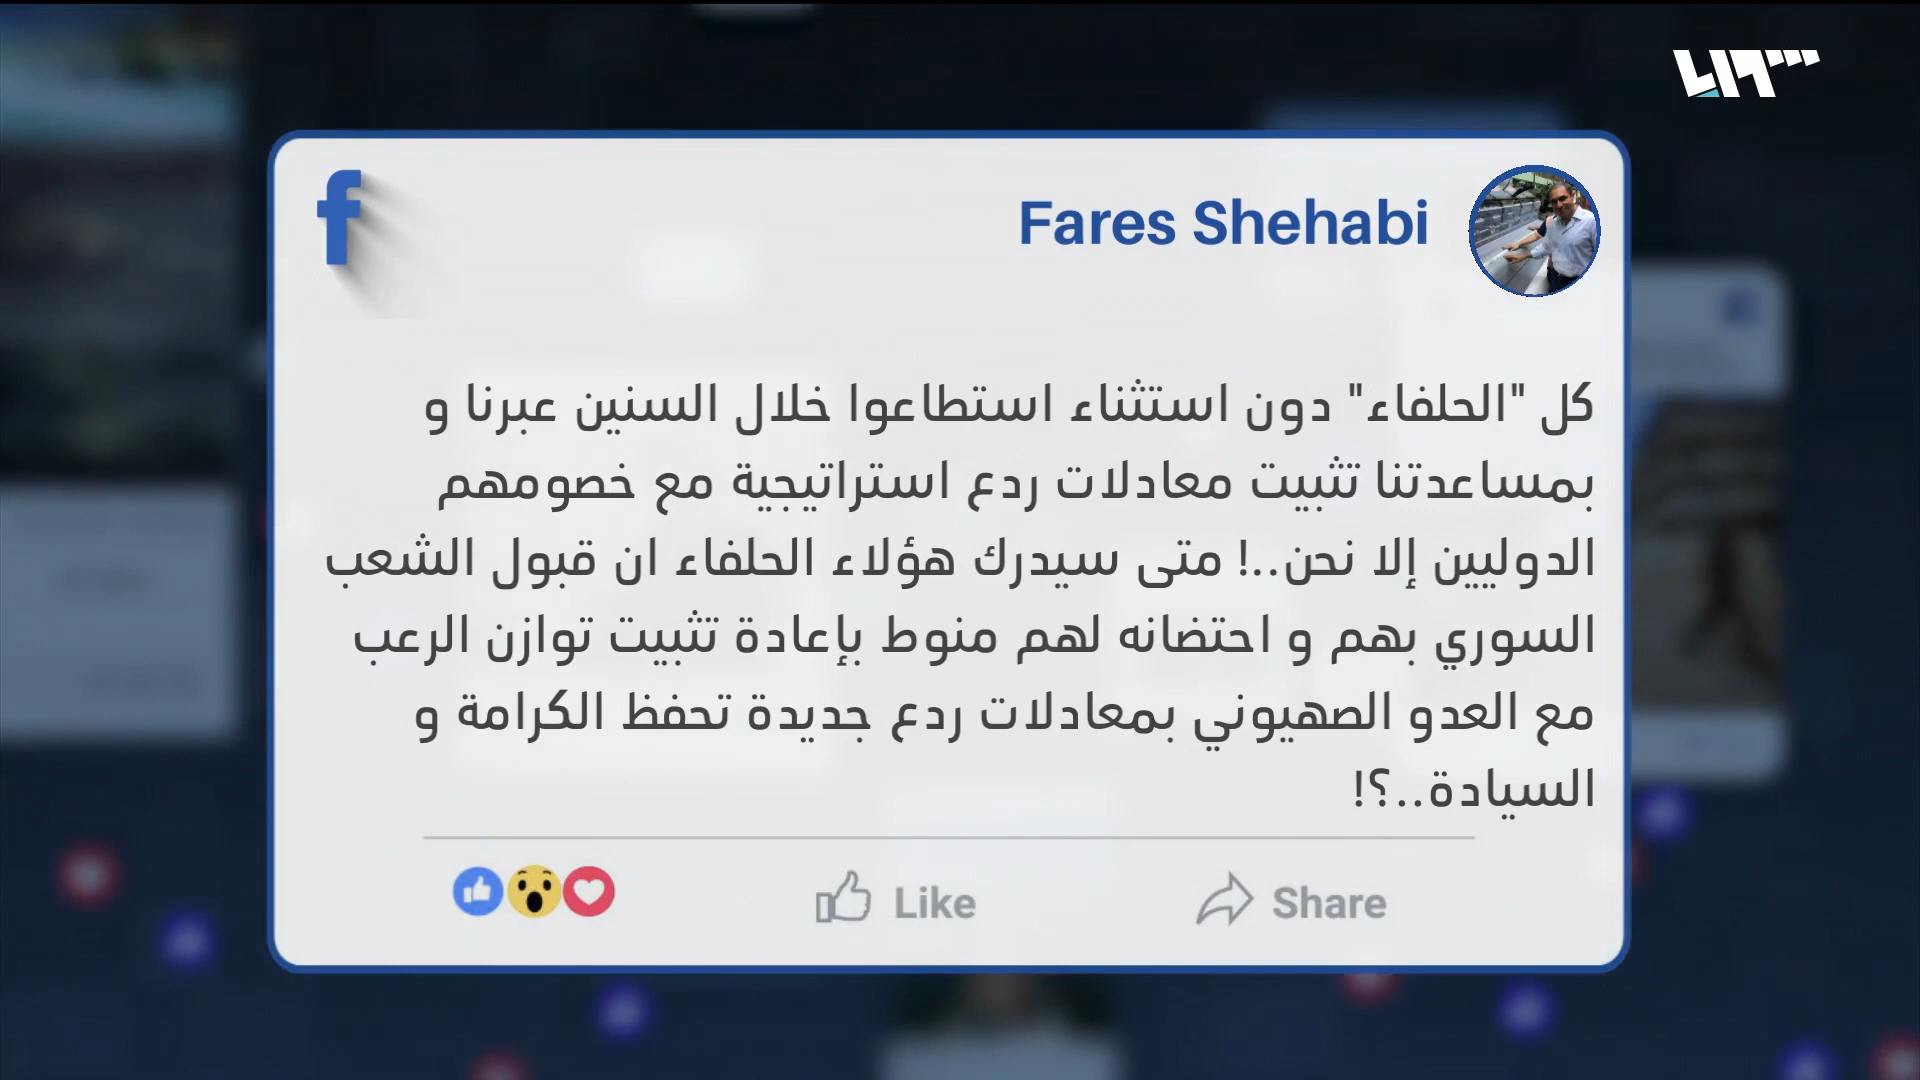 Fares Shehabi
كل "الحلفاء" دون استثناء استطاعوا خلال السنين عبرنا و
بمساعدتنا تثبيت معادلات ردع استراتيجية مع خصومهم
الدوليين إلا نحن..! متى سيدرك هؤلاء الحلفاء ان قبول الشعب
السوري بهم و احتضانه لهم منوط بإعادة تثبيت توازن الرعب
مع العدو الصهيوني بمعادلات ردع جديدة تحفظ الكرامة و
السيادة..؟!
Like
Share